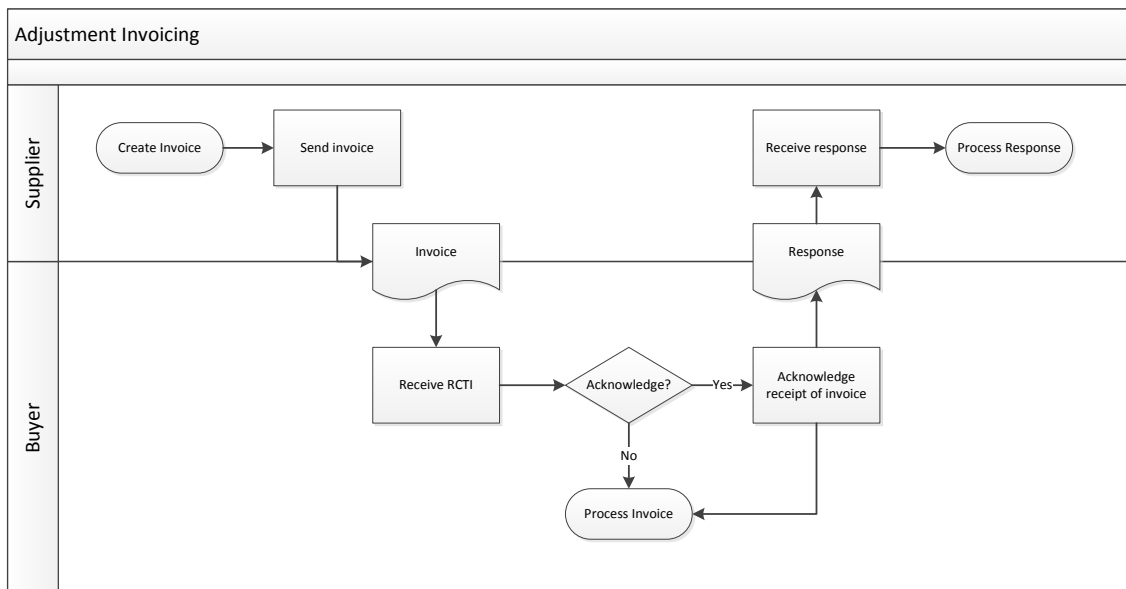 Adjustment Invoicing
Supplier
Create Invoice
Send invoice
Receive response
Process Response
Invoice
Response
Buyer
Receive RCTI
Acknowledge?
Yes
Acknowledge
receipt of invoice
No
Process Invoice